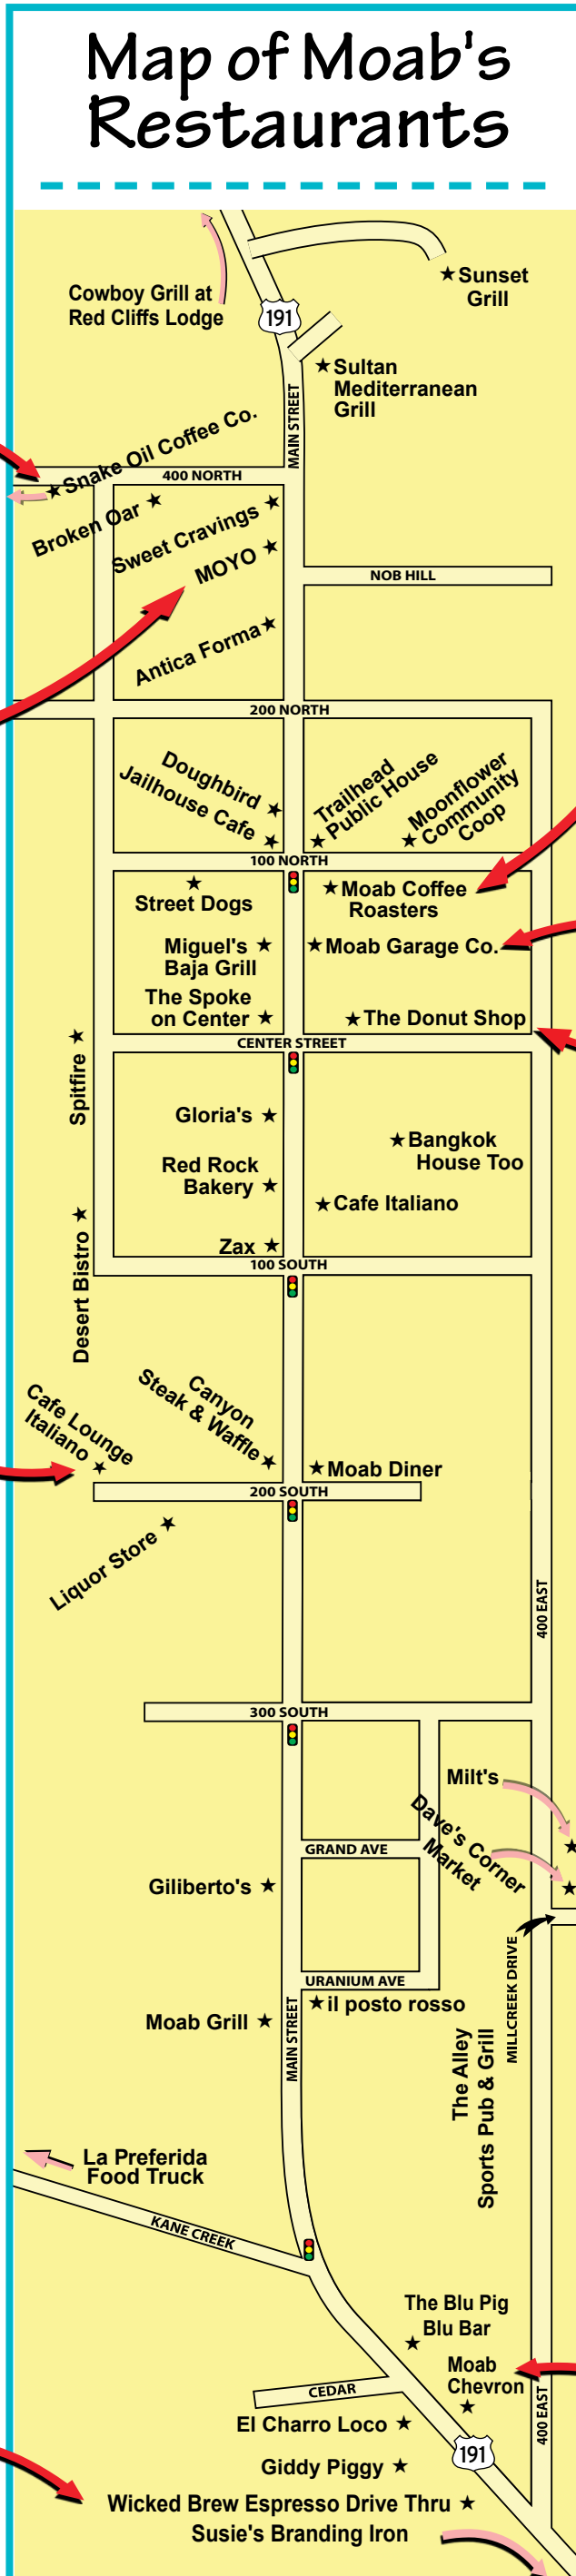 Map of Moab's
Restaurants
Sunset
Grill
Cowboy Grill at
Red Cliffs Lodge
191
Sultan
Mediterranean
Grill
MAIN STREET
Snake Oil Coffee Co.
400 NORTH
Broken Oar
Sweet Cravings
MOYO
NOB HILL
Antica Forma
200 NORTH
Doughbird
Jailhouse Cafe
Trailhead
Public House
Moonflower
Community
Coop
100 NORTH
Street Dogs
Moab Coffee
Roasters
Miguel's
Baja Grill
Moab Garage Co.
The Spoke
on Center
The Donut Shop
CENTER STREET
Spitfire
Gloria's
Bangkok
House Too
Red Rock
Bakery
Cafe Italiano
Zax
100 SOUTH
Desert Bistro
Canyon
Steak & Waffle
Cafe Lounge
Italiano
Moab Diner
200 SOUTH
Liquor Store
400 EAST
300 SOUTH
Milt's
Dave's Corner
Market
GRAND AVE
Giliberto's
MILLCREEK DRIVE
URANIUM AVE
il posto rosso
Moab Grill
MAIN STREET
The Alley
Sports Pub & Grill
La Preferida
Food Truck
KANE CREEK
The Blu Pig
Blu Bar
Moab
Chevron
CEDAR
400 EAST
El Charro Loco
191
Giddy Piggy
Wicked Brew Espresso Drive Thru
Susie's Branding Iron